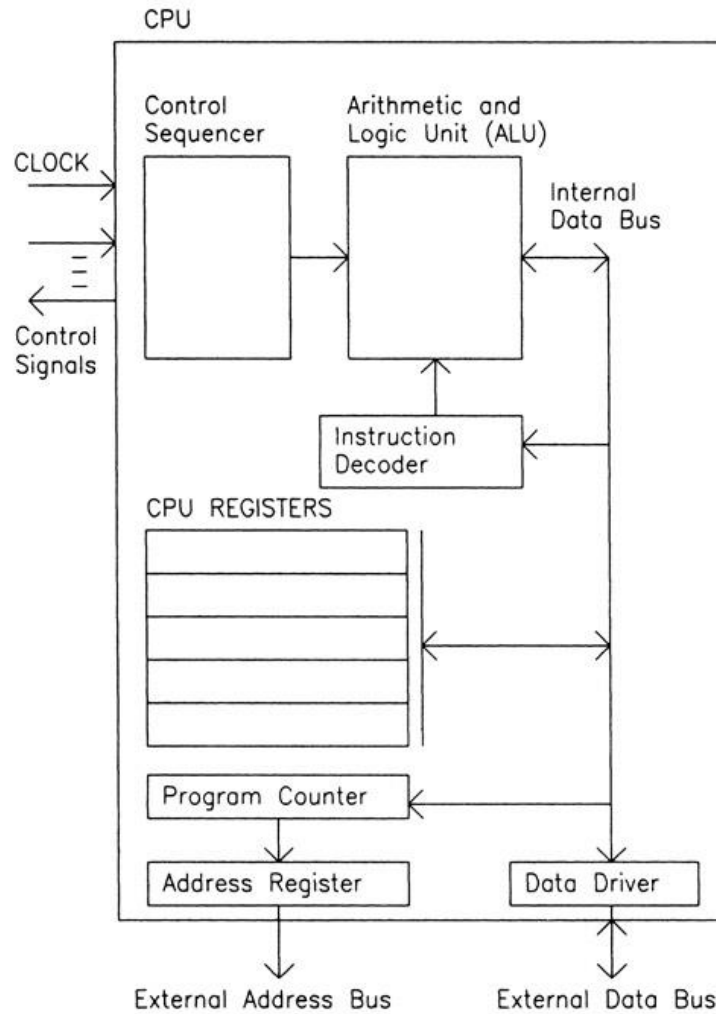 CPU
Control
Sequencer
Arithmetic and
Logic Unit (ALU)
CLOCK
Internal
Data Bus
Control
Signals
Instruction
Decoder
CPU REGISTERS
Program Counter
Address Register
Data Driver
External Address Bus
External Data Bus